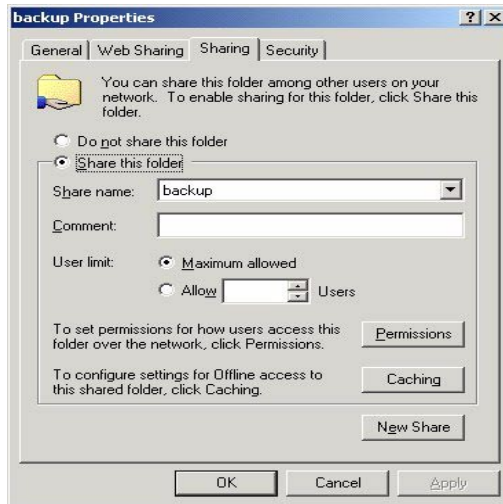 backup Properties
General Web Sharing Sharing Security
You can share this folder among other users on your
network. To enable sharing for this folder, click Share this
folder.
Do not share this folder
Share this folder
Share name: backup
Comment:
User limit: Maximum allowed
Allow Users
To set permissions for how users access this
folder over the network, click Permissions.
Permissions
To configure settings for Offline access to
this shared folder, click Caching.
Caching
New Share
OK Cancel Apply